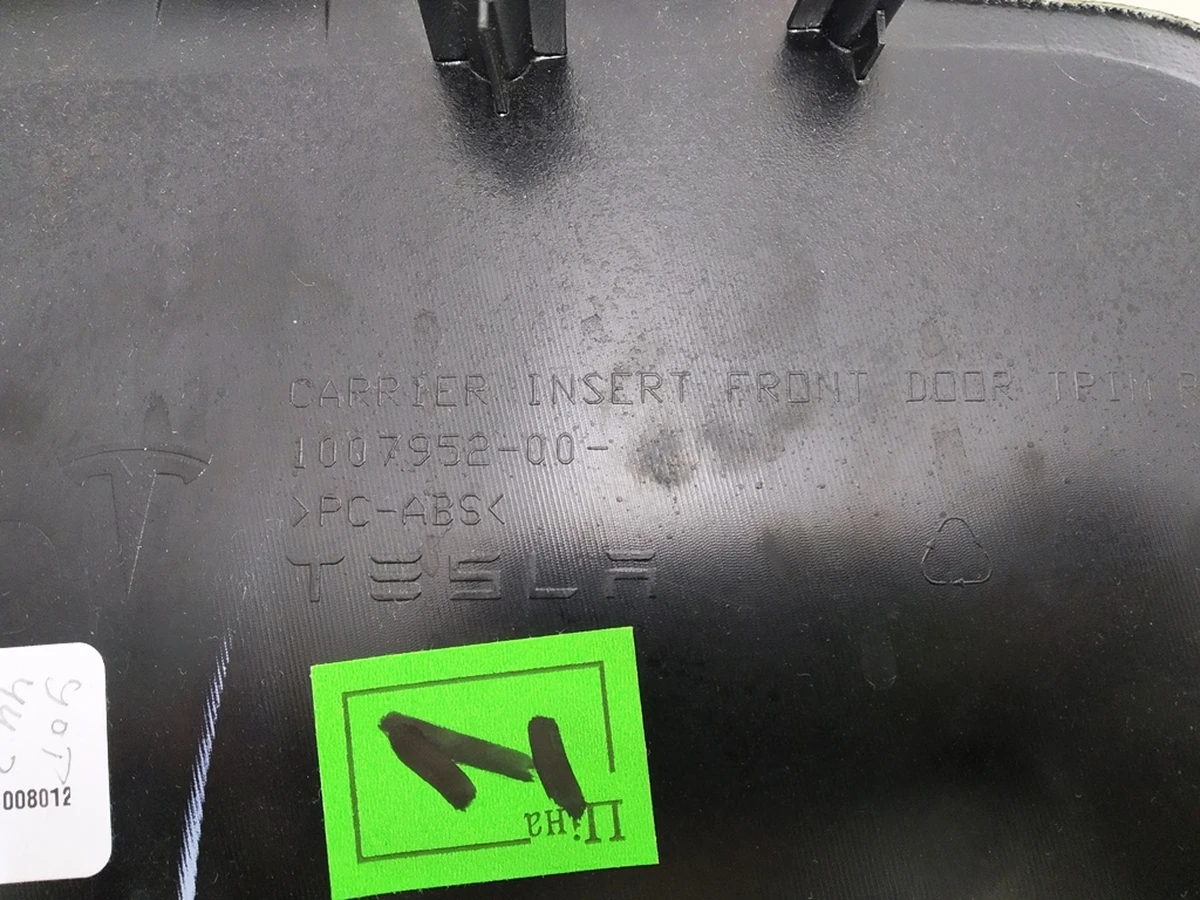 CARRIER INSERT FRONT DOOR TRIM R
1007952-00-
>PC-ABS<
TESLA
Ціна
008012